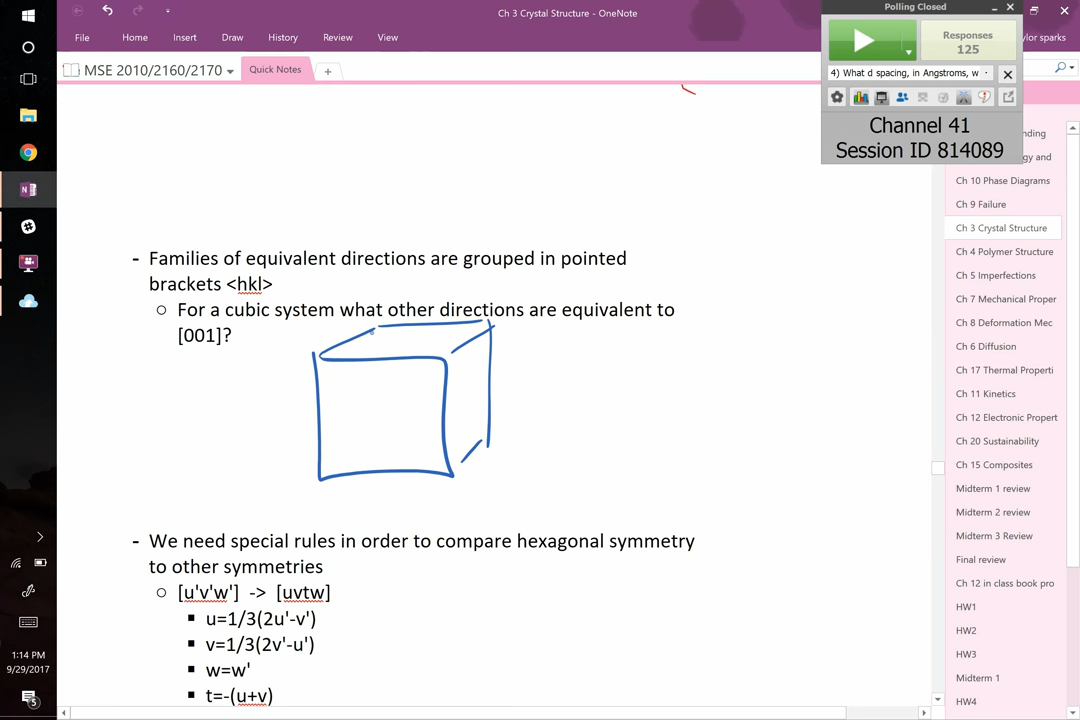 Ch 3 Crystal Structure - OneNote
Polling Closed
File Home Insert Draw History Review View
Responses
125
ylor sparks
MSE 2010/2160/2170
Quick Notes
4) What d spacing, in Angstroms, w
Channel 41
Session ID 814089
- Families of equivalent directions are grouped in pointed
brackets <hkl>
For a cubic system what other directions are equivalent to
[001]?
- We need special rules in order to compare hexagonal symmetry
to other symmetries
[u'v'w'] -> [uvtw]
u=1/3(2u'-v')
v=1/3(2v'-u')
w=w'
t=-(u+v)
nding
gy and
Ch 10 Phase Diagrams
Ch 9 Failure
Ch 3 Crystal Structure
Ch 4 Polymer Structure
Ch 5 Imperfections
Ch 7 Mechanical Proper
Ch 8 Deformation Mec
Ch 6 Diffusion
Ch 17 Thermal Properti
Ch 11 Kinetics
Ch 12 Electronic Propert
Ch 20 Sustainability
Ch 15 Composites
Midterm 1 review
Midterm 2 review
Midterm 3 Review
Final review
Ch 12 in class book pro
HW1
HW2
HW3
Midterm 1
HW4
1:14 PM
9/29/2017
5